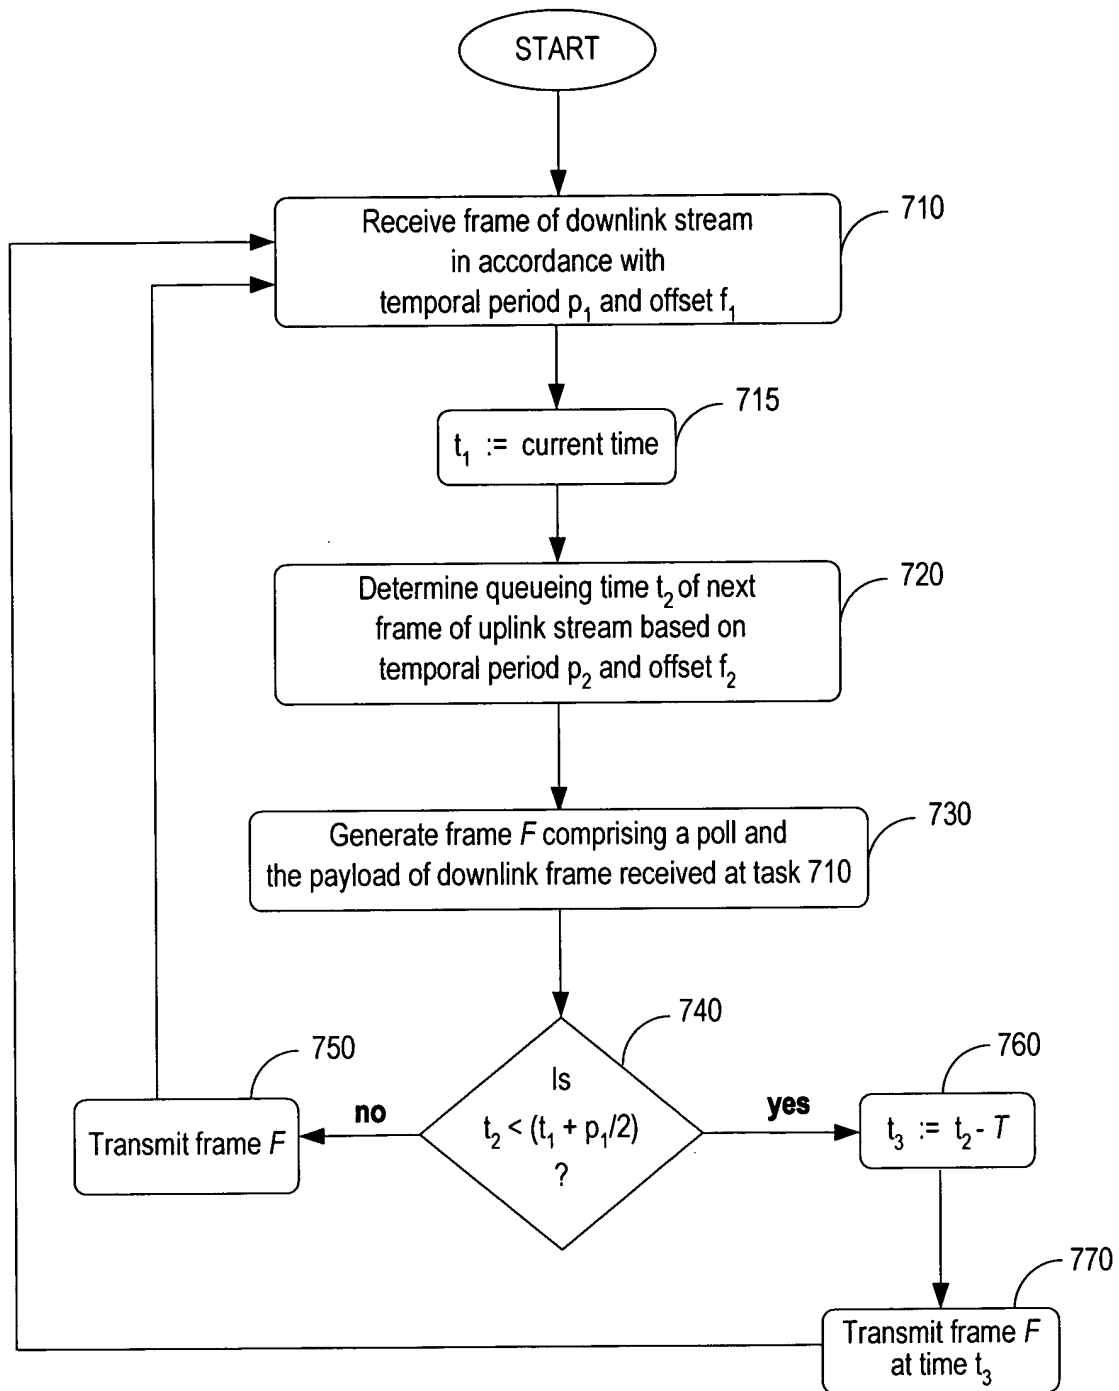 START
Receive frame of downlink stream
in accordance with
temporal period p₁ and offset f₁
710
t₁ := current time
715
Determine queueing time t₂ of next
frame of uplink stream based on
temporal period p₂ and offset f₂
720
Generate frame F comprising a poll and
the payload of downlink frame received at task 710
730
Is
t₂ < (t₁ + p₁/2)
?
740
no
yes
Transmit frame F
750
t₃ := t₂ - T
760
Transmit frame F
at time t₃
770